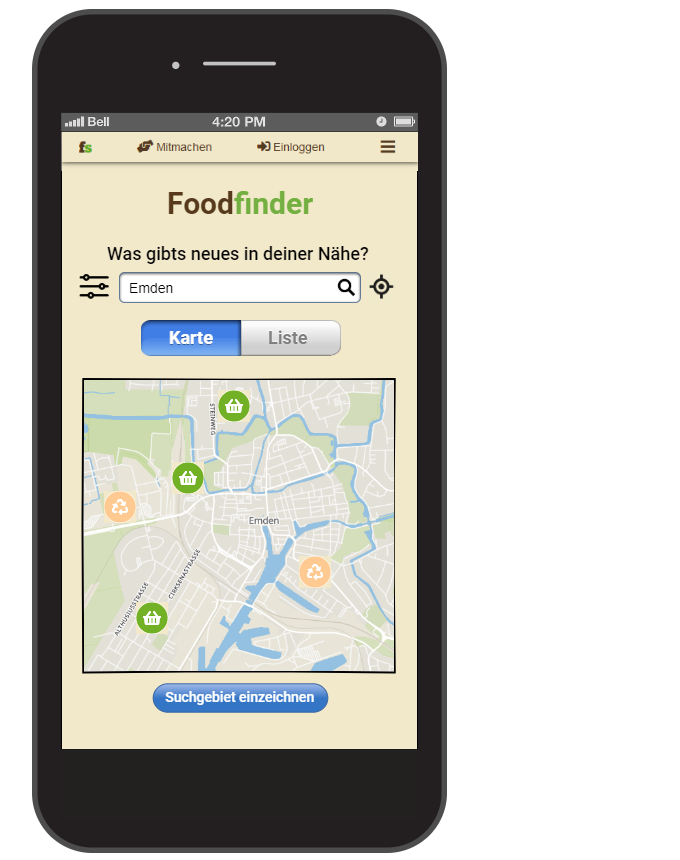 Bell 4:20 PM
fs Mitmachen Einloggen
Foodfinder
Was gibts neues in deiner Nähe?
Emden
Karte Liste
STEINWEG
Emden
CIRKSENASTRASSE
ALTHUSIUSSTRASSE
Suchgebiet einzeichnen